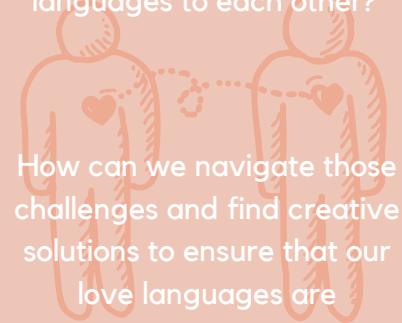 languages to each other?
How can we navigate those
challenges and find creative
solutions to ensure that our
love languages are